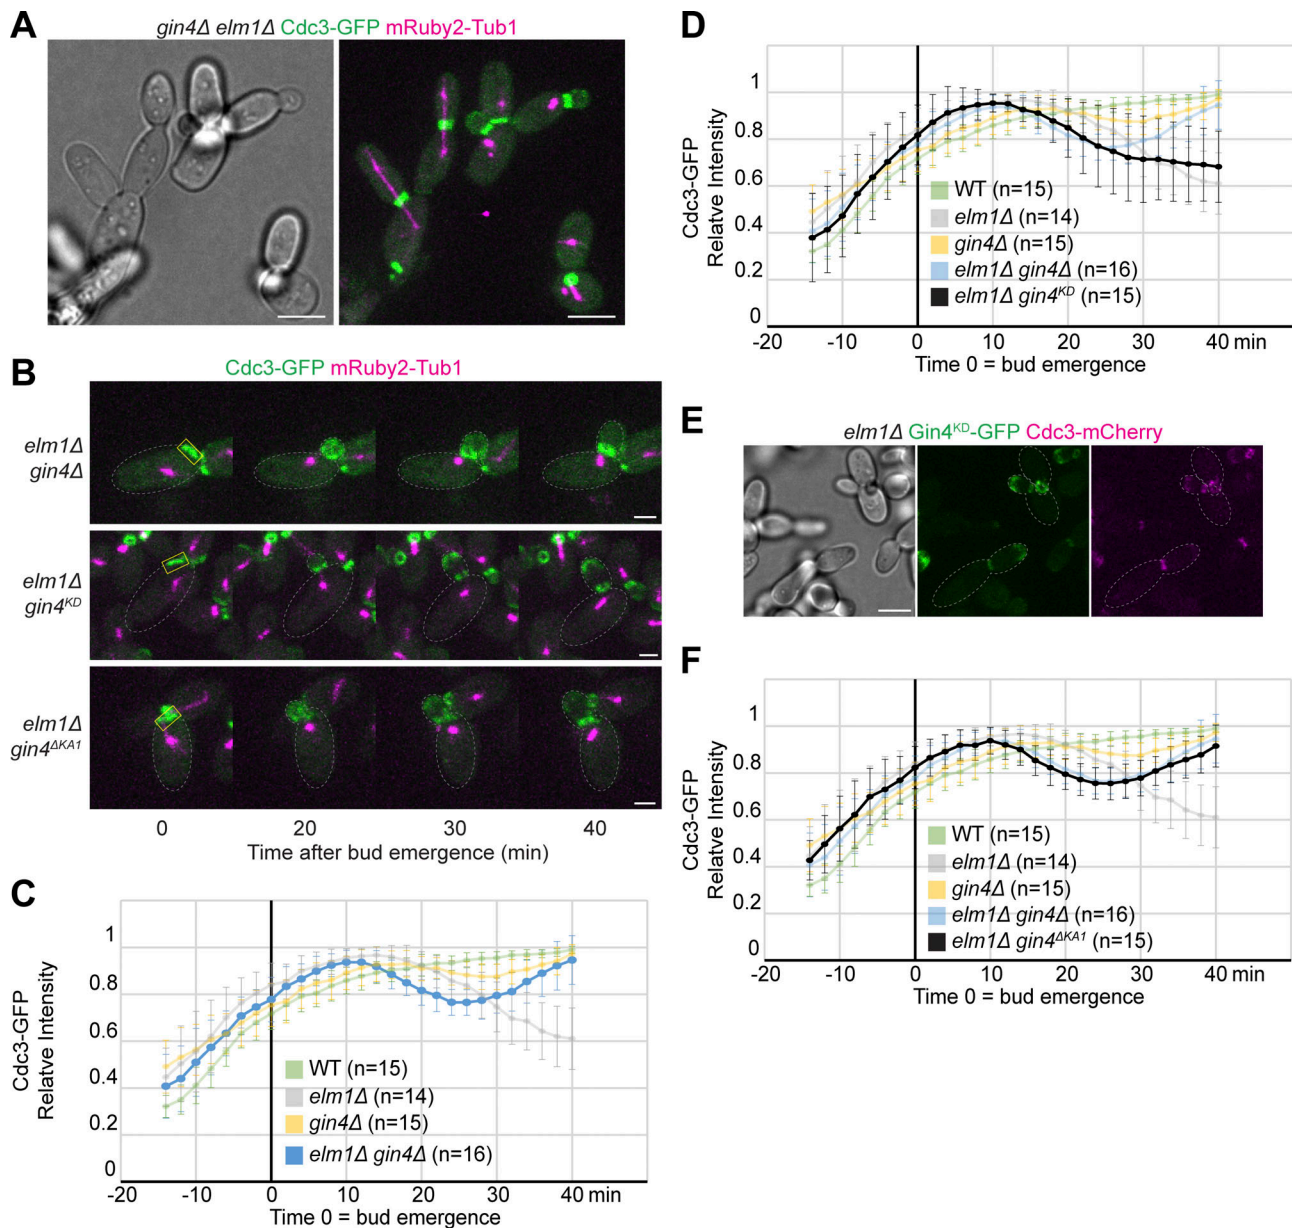 A
gin4Δ elm1Δ Cdc3-GFP mRuby2-Tub1
B
Cdc3-GFP mRuby2-Tub1
elm1Δ
gin4Δ
elm1Δ
gin4KD
elm1Δ
gin4ΔKA1
0 20 30 40
Time after bud emergence (min)
C
Cdc3-GFP
Relatve Intensity
1
0.8
0.6
0.4
0.2
0
WT (n=15)
elm1Δ (n=14)
gin4Δ (n=15)
elm1Δ gin4Δ (n=16)
-20 -10 0 10 20 30 40 min
Time 0 = bud emergence
D
Cdc3-GFP
Relatve Intensity
1
0.8
0.6
0.4
0.2
0
WT (n=15)
elm1Δ (n=14)
gin4Δ (n=15)
elm1Δ gin4Δ (n=16)
elm1Δ gin4KD (n=15)
-20 -10 0 10 20 30 40 min
Time 0 = bud emergence
E
elm1Δ Gin4KD-GFP Cdc3-mCherry
F
Cdc3-GFP
Relatve Intensity
1
0.8
0.6
0.4
0.2
0
WT (n=15)
elm1Δ (n=14)
gin4Δ (n=15)
elm1Δ gin4Δ (n=16)
elm1Δ gin4ΔKA1 (n=15)
-20 -10 0 10 20 30 40 min
Time 0 = bud emergence